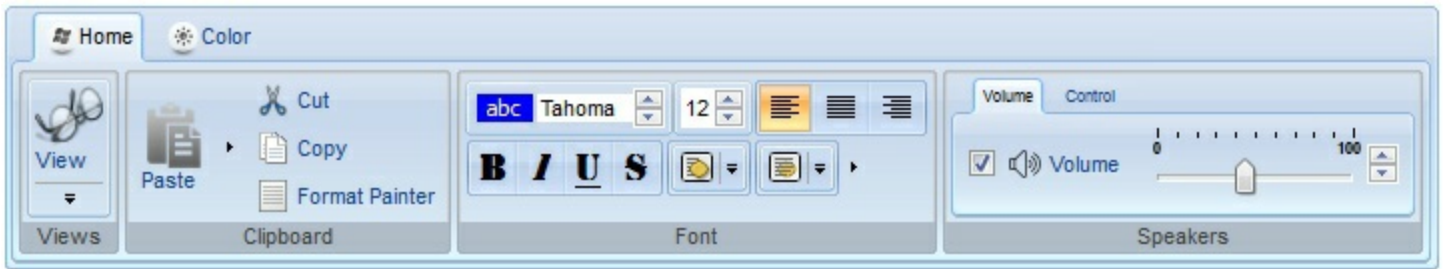 Home Color
View
Views
Paste
Cut
Copy
Format Painter
Clipboard
abc Tahoma 12
B I U S
Font
Volume Control
0 100
Volume
Speakers